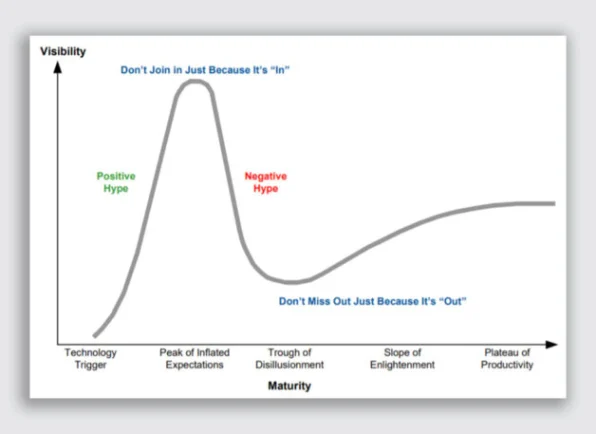 Visibility
Don't Join in Just Because It's “In”
Positive
Hype
Negative
Hype
Don't Miss Out Just Because It's “Out”
Technology
Trigger
Peak of Inflated
Expectations
Trough of
Disillusionment
Slope of
Enlightenment
Plateau of
Productivity
Maturity